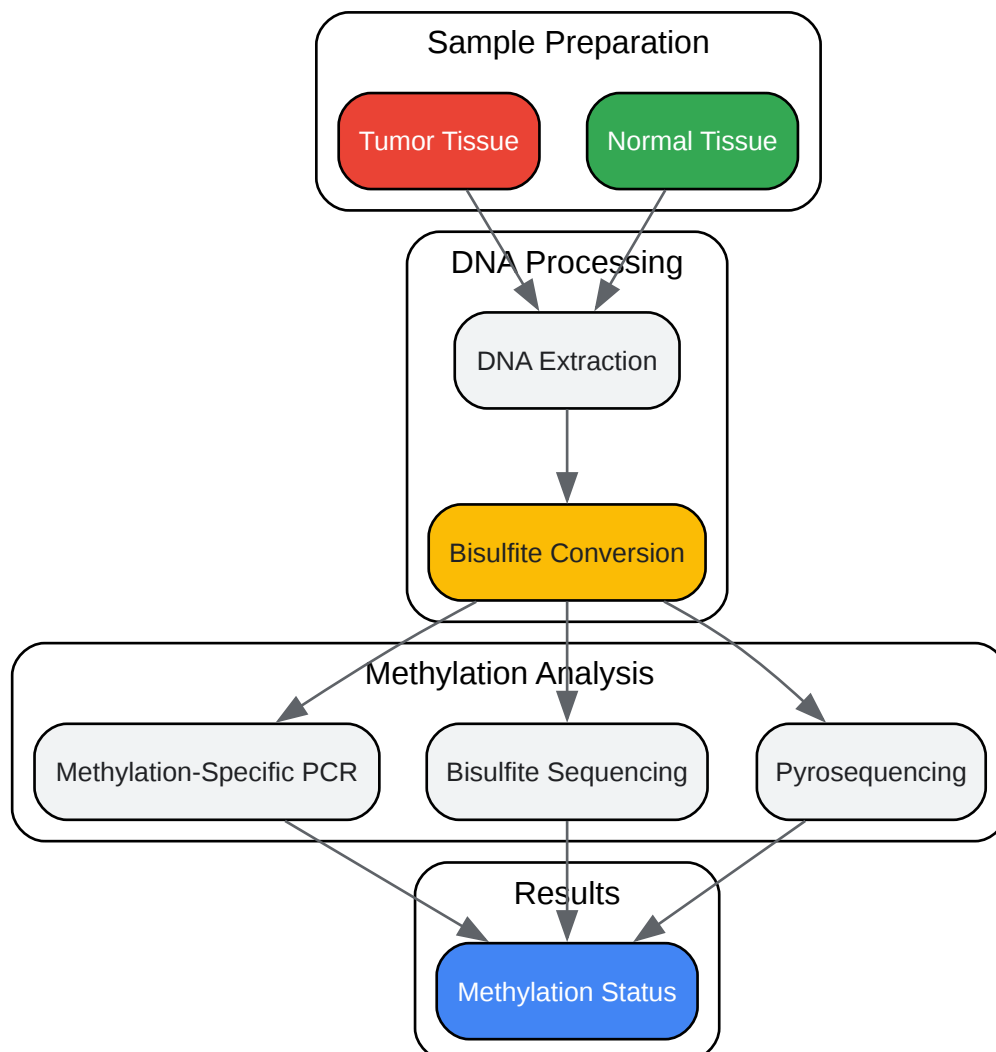 Sample Preparation
Tumor Tissue
Normal Tissue
DNA Processing
DNA Extraction
Bisulfite Conversion
Methylation Analysis
Methylation-Specific PCR
Bisulfite Sequencing
Pyrosequencing
Results
Methylation Status